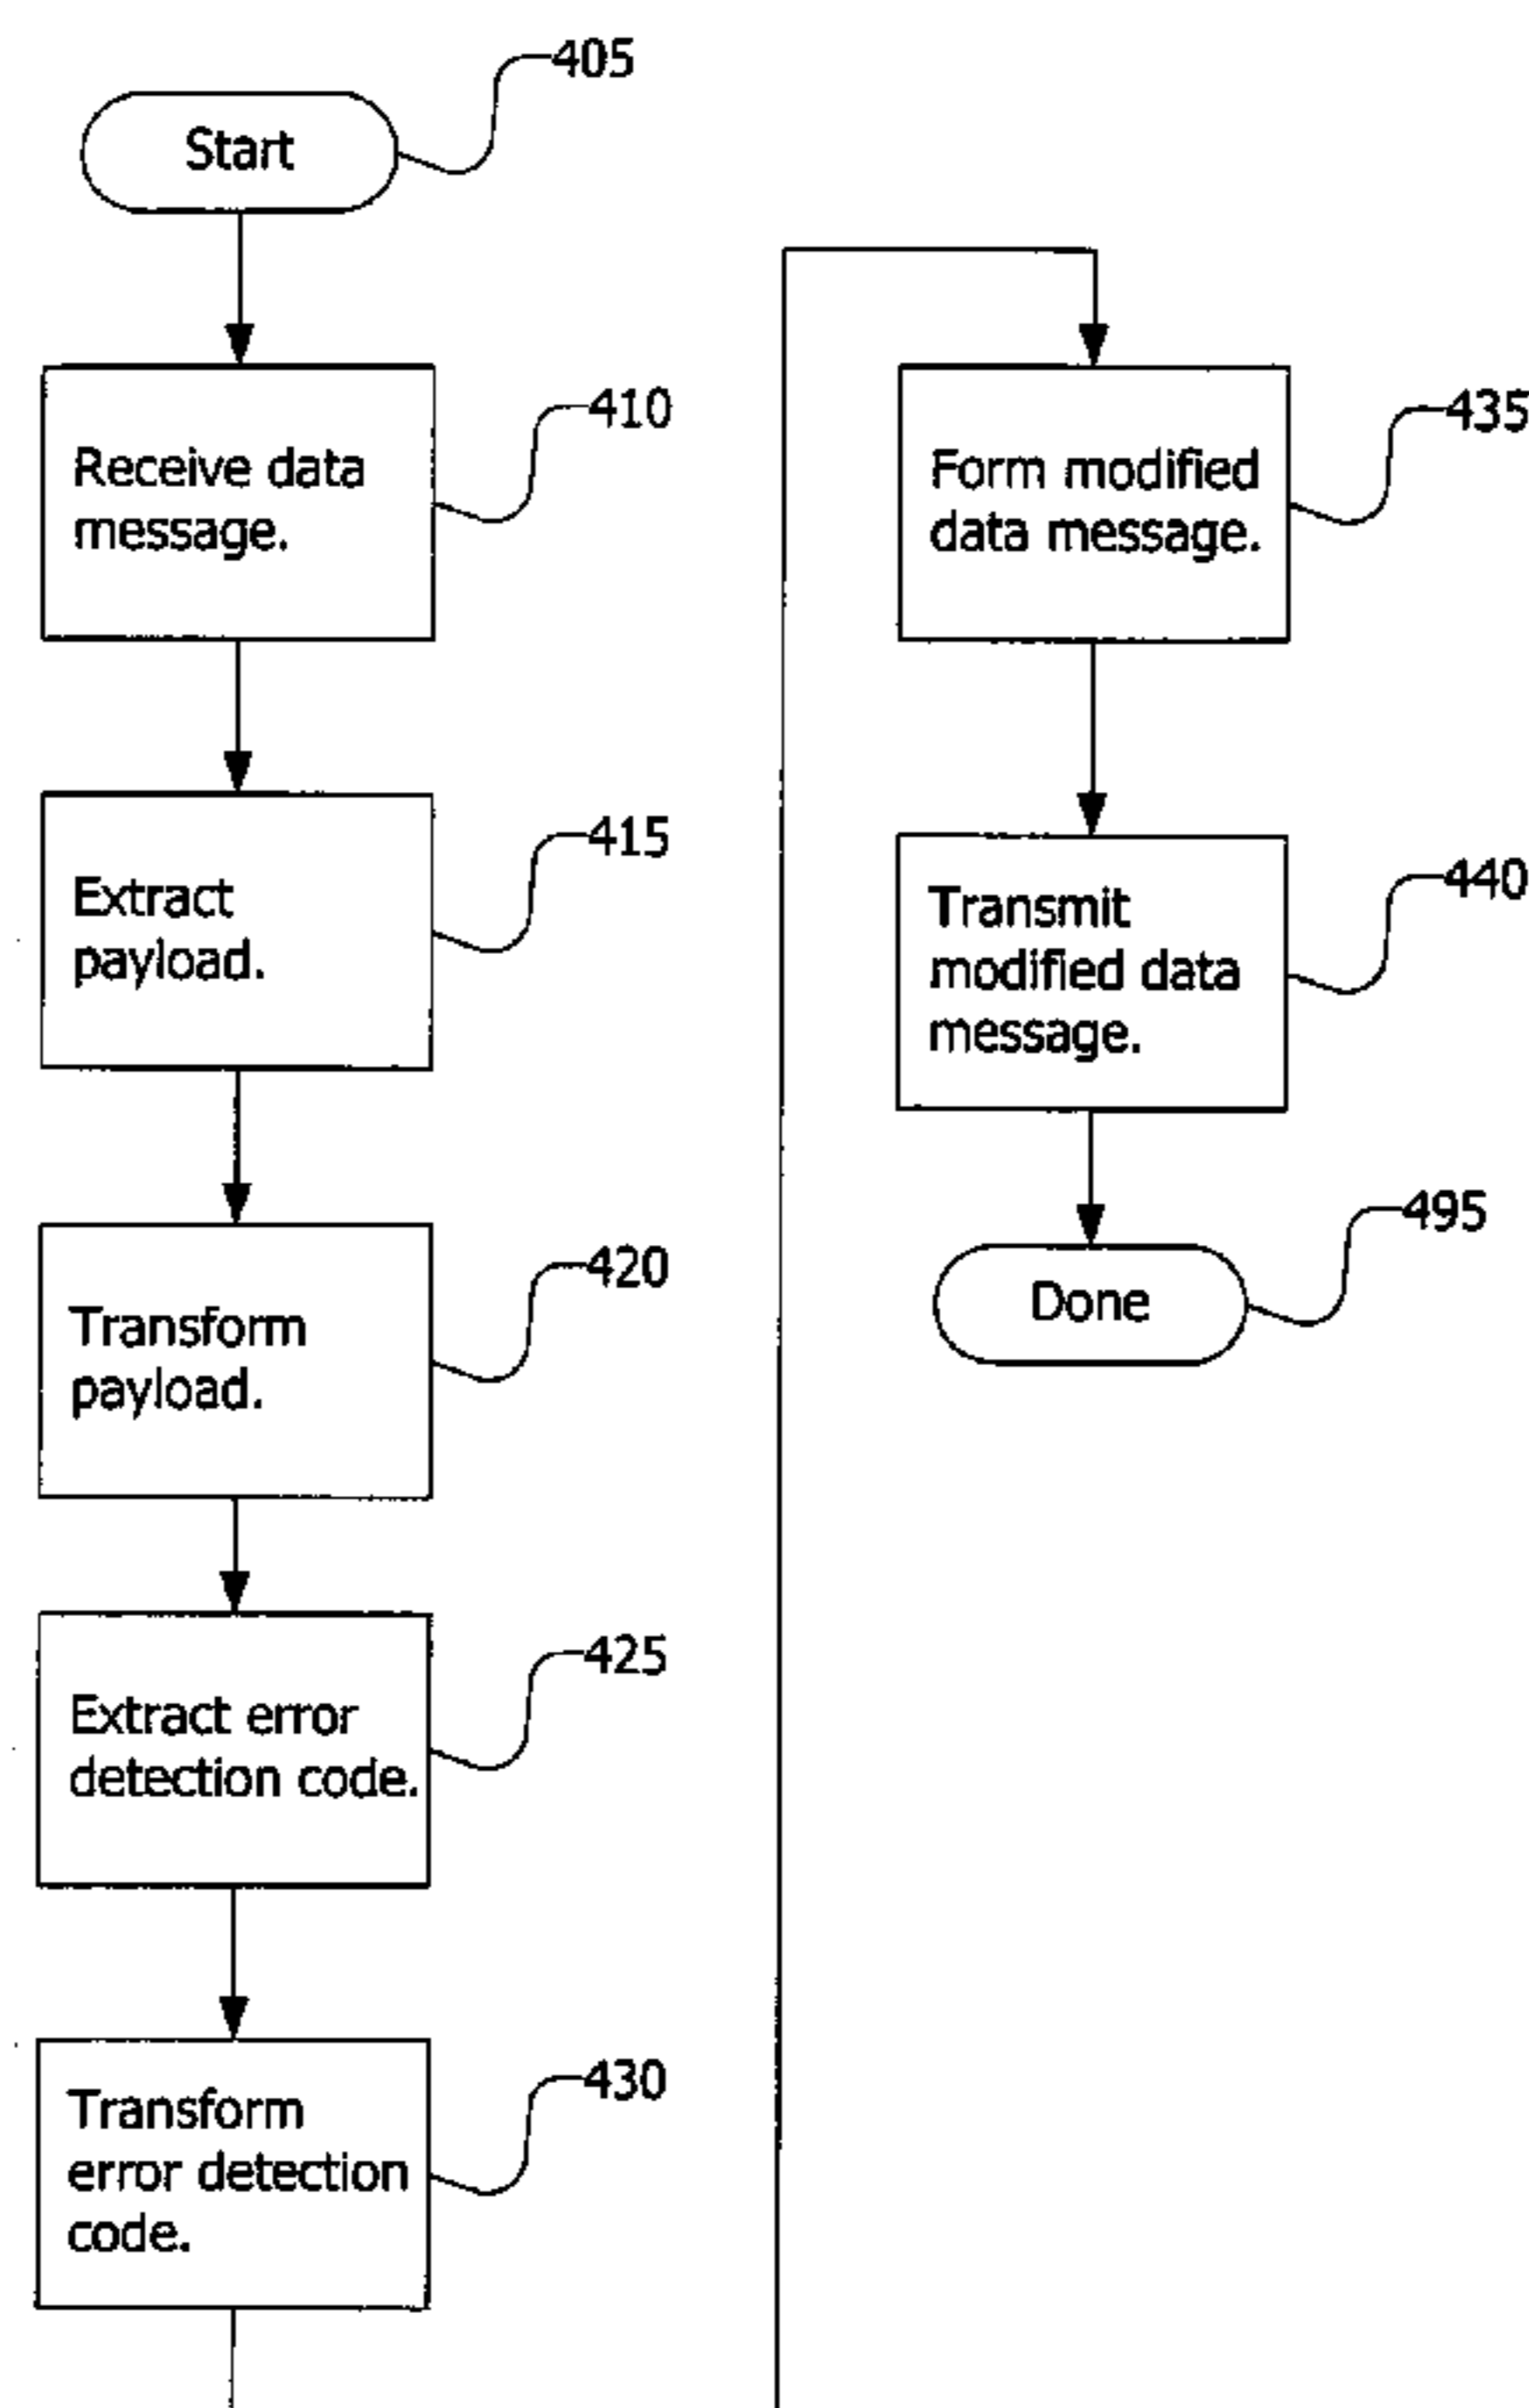 405
Start
410
Receive data
message.
415
Extract
payload.
420
Transform
payload.
425
Extract error
detection code.
430
Transform
error detection
code.
435
Form modified
data message.
440
Transmit
modified data
message.
495
Done